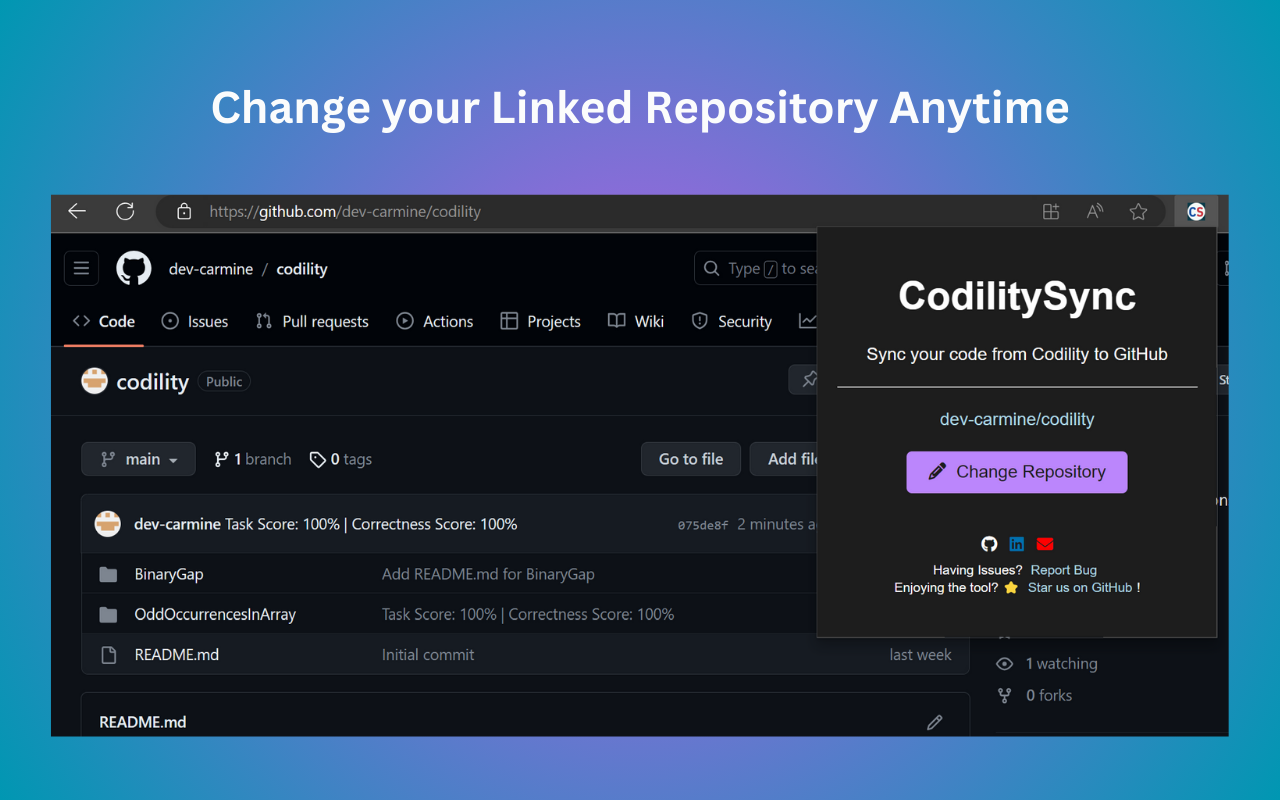 Change your Linked Repository Anytime
https://github.com/dev-carmine/codility
CS
dev-carmine / codility
Type / to
CodilitySync
Code Issues Pull requests Actions Projects Wiki Security
Sync your code from Codility to GitHub
codility Public
dev-carmine/codility
main 1 branch 0 tags Go to file Add file
Change Repository
dev-carmine Task Score: 100% | Correctness Score: 100% 075de8f 2 minutes
BinaryGap Add README.md for BinaryGap
Having Issues? Report Bug
Enjoying the tool? ⭐ Star us on GitHub !
OddOccurrencesInArray Task Score: 100% | Correctness Score: 100%
README.md Initial commit last week
1 watching
0 forks
README.md